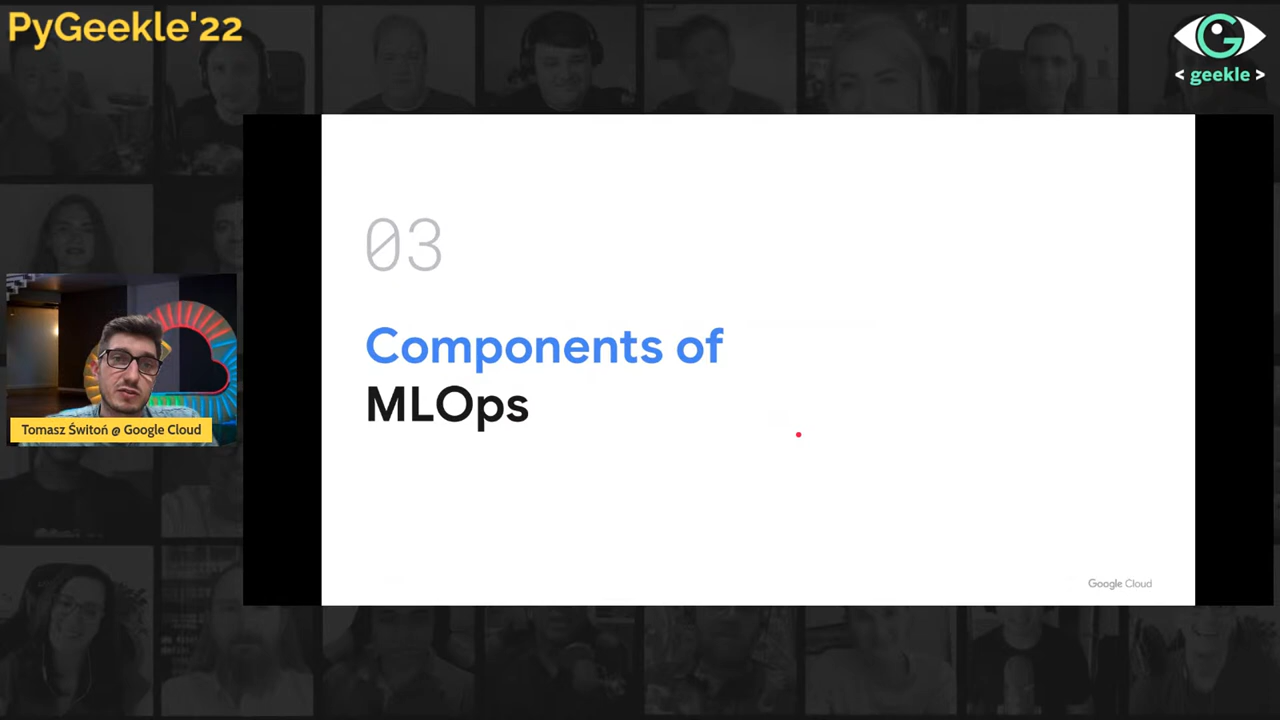 PyGeekle'22
< geekle >
03
Components of
MLOps
Tomasz Świtoń @ Google Cloud
Google Cloud